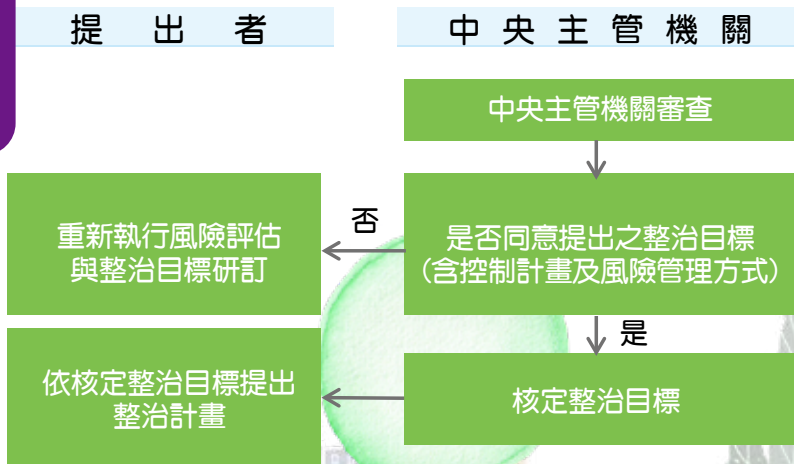 提出者
中央主管機關
中央主管機關審查
重新執行風險評估
與整治目標研訂
否
是否同意提出之整治目標
(含控制計畫及風險管理方式)
是
依核定整治目標提出
整治計畫
核定整治目標